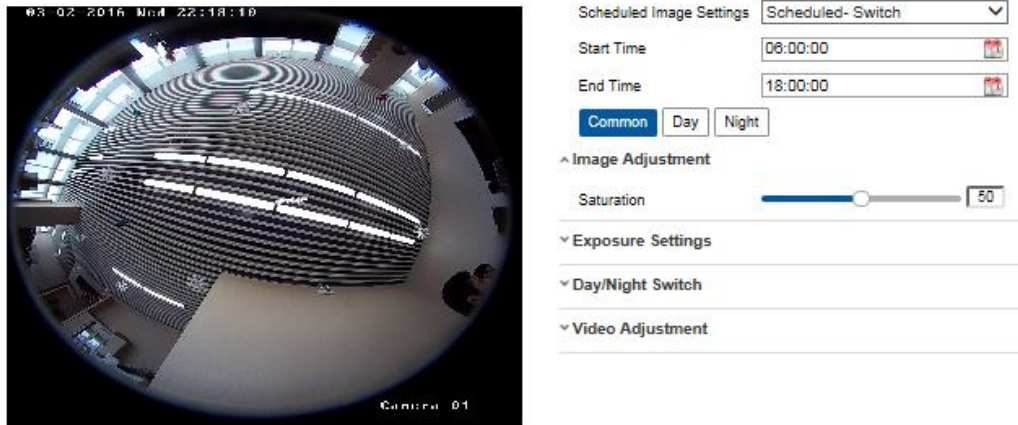 03-02-2016 Wed 22:18:10
Camera 01
Scheduled Image Settings Scheduled- Switch
Start Time 06:00:00
End Time 18:00:00
Common Day Night
Image Adjustment
Saturation 50
Exposure Settings
Day/Night Switch
Video Adjustment